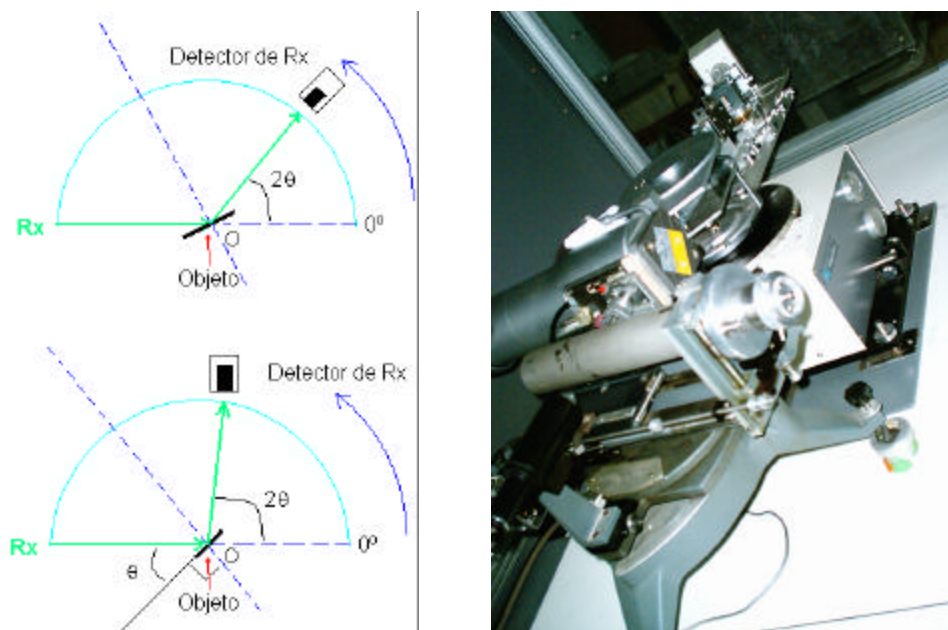 Detector de Rx
2θ
Rx
O
0º
Objeto
Detector de Rx
2θ
Rx
O
0º
θ
Objeto